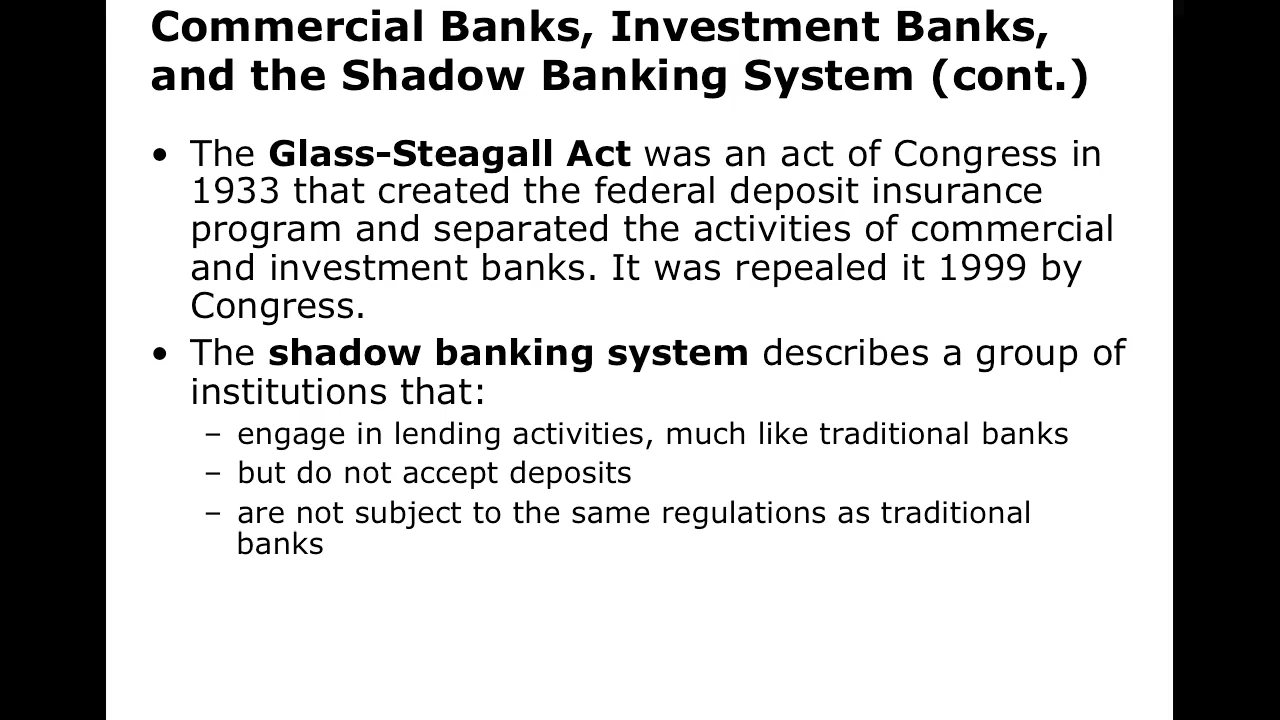 Commercial Banks, Investment Banks,
and the Shadow Banking System (cont.)
• The Glass-Steagall Act was an act of Congress in
1933 that created the federal deposit insurance
program and separated the activities of commercial
and investment banks. It was repealed it 1999 by
Congress.
• The shadow banking system describes a group of
institutions that:
– engage in lending activities, much like traditional banks
– but do not accept deposits
– are not subject to the same regulations as traditional
banks